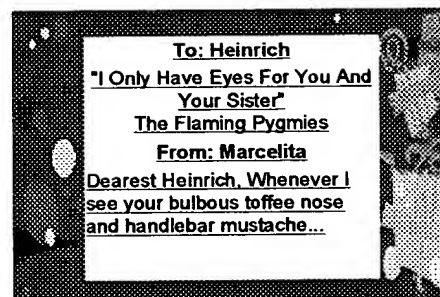 To: Heinrich
"I Only Have Eyes For You And
Your Sister"
The Flaming Pygmies
From: Marcelita
Dearest Heinrich, Whenever I
see your bulbous toffee nose
and handlebar mustache...